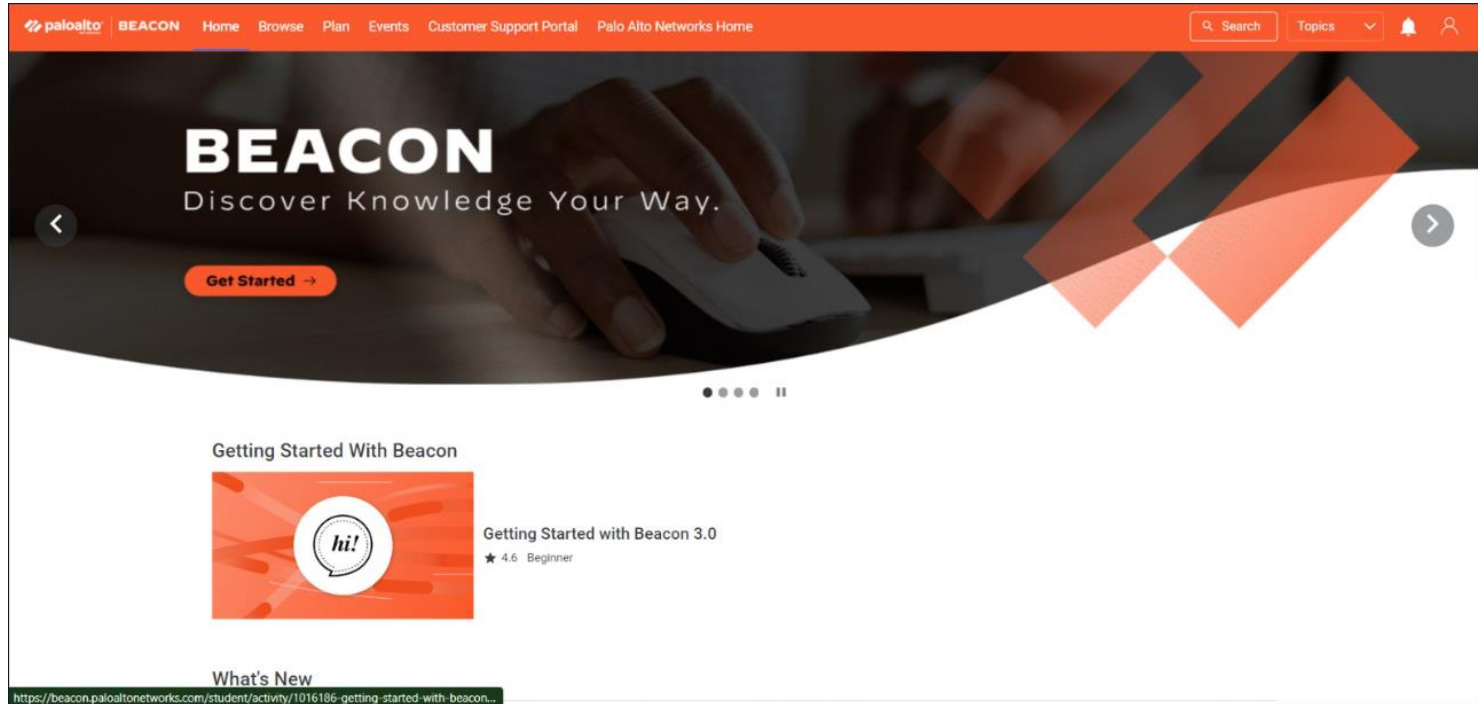 paloalto BEACON Home Browse Plan Events Customer Support Portal Palo Alto Networks Home Search Topics
BEACON
Discover Knowledge Your Way.
Get Started →
Getting Started With Beacon
hi!
Getting Started with Beacon 3.0
★ 4.6 Beginner
What's New
https://beacon.paloaltonetworks.com/student/activity/1016186-getting-started-with-beacon...